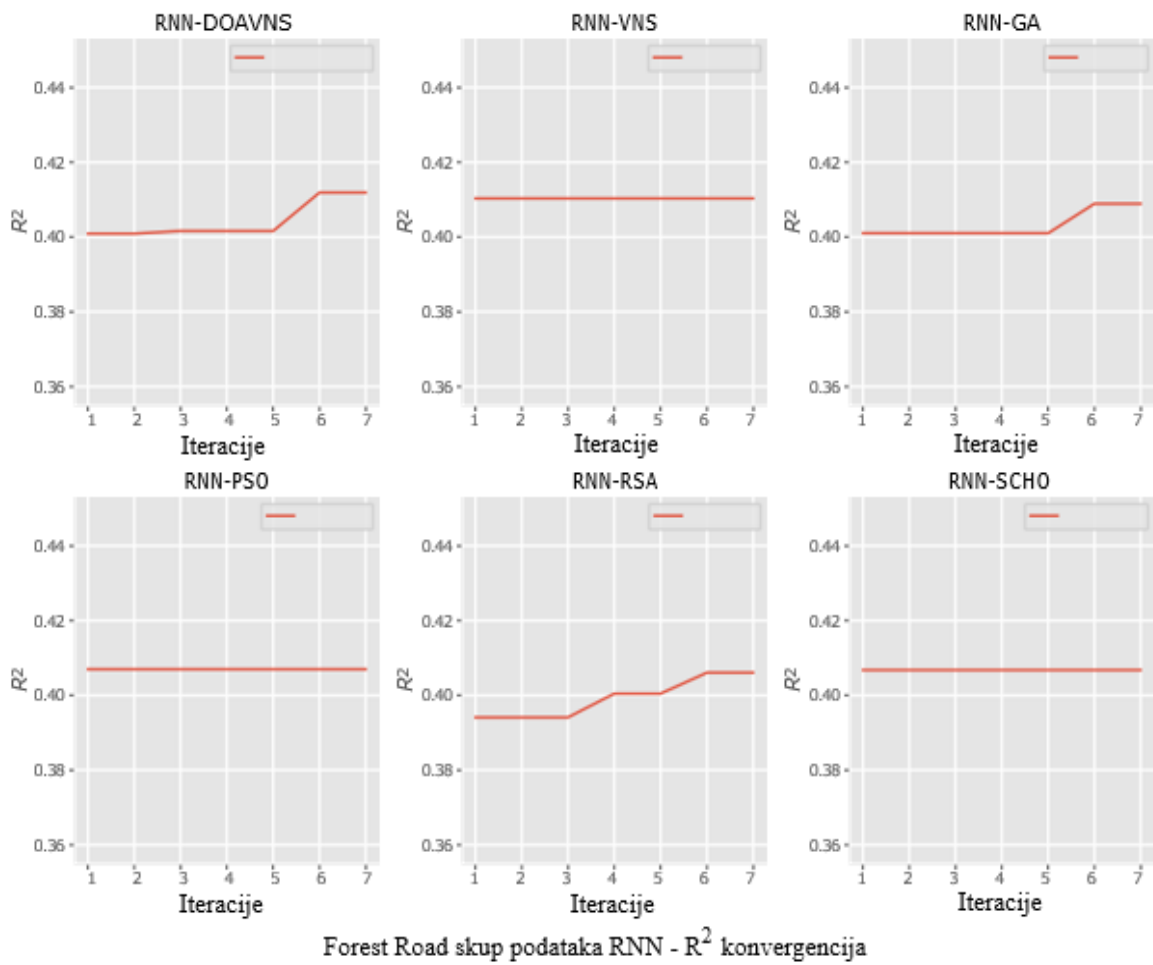 RNN-DOAVNS
RNN-VNS
RNN-GA
0.44
0.42
0.40
0.38
0.36
R²
1 2 3 4 5 6 7
Iteracije
0.44
0.42
0.40
0.38
0.36
R²
1 2 3 4 5 6 7
Iteracije
0.44
0.42
0.40
0.38
0.36
R²
1 2 3 4 5 6 7
Iteracije
RNN-PSO
RNN-RSA
RNN-SCHO
0.44
0.42
0.40
0.38
0.36
R²
1 2 3 4 5 6 7
Iteracije
0.44
0.42
0.40
0.38
0.36
R²
1 2 3 4 5 6 7
Iteracije
0.44
0.42
0.40
0.38
0.36
R²
1 2 3 4 5 6 7
Iteracije
Forest Road skup podataka RNN - R² konvergencija